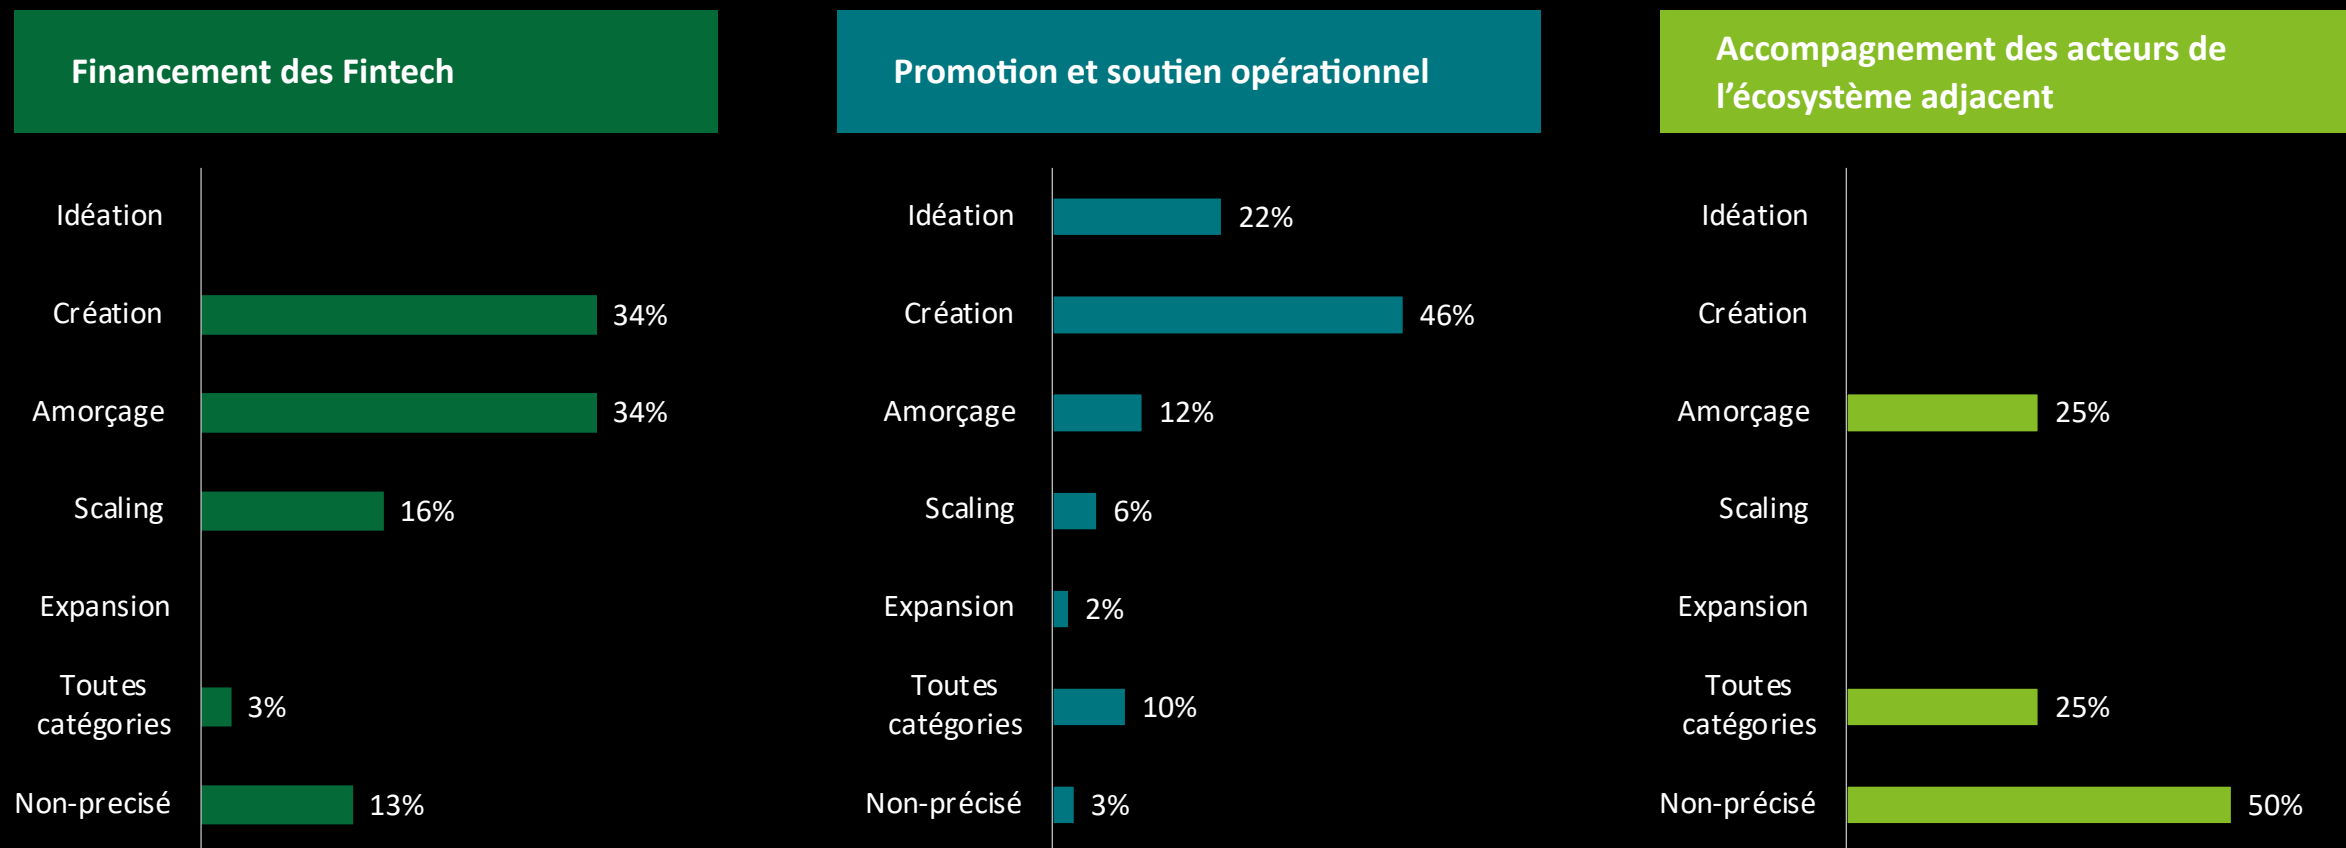 Financement des Fintech
Idéation
Création
34%
Amorçage
34%
Scaling
16%
Expansion
Toutes
catégories
3%
Non-precisé
13%
Promotion et soutien opérationnel
Idéation
22%
Création
46%
Amorçage
12%
Scaling
6%
Expansion
2%
Toutes
catégories
10%
Non-précisé
3%
Accompagnement des acteurs de
l’écosystème adjacent
Idéation
Création
Amorçage
25%
Scaling
Expansion
Toutes
catégories
25%
Non-précisé
50%